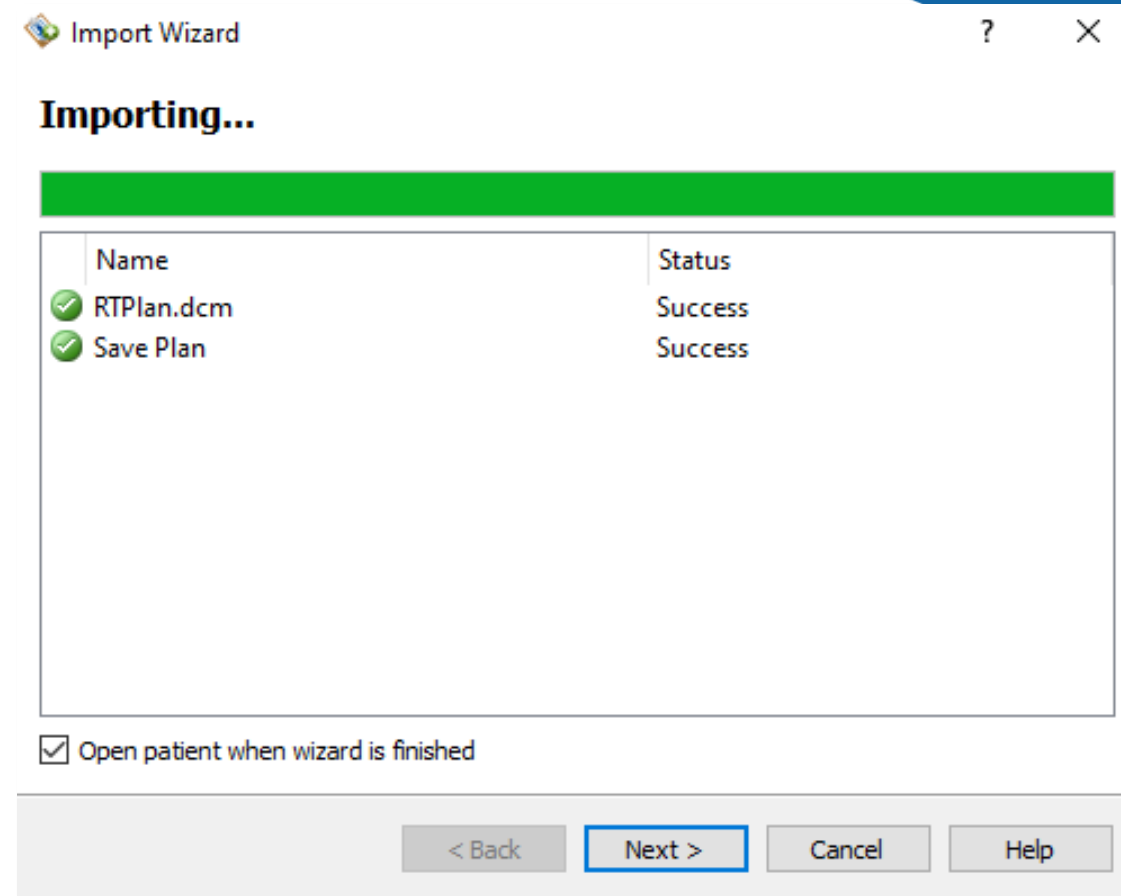 Import Wizard ?
Importing...
Name Status
RTPlan.dcm Success
Save Plan Success
Open patient when wizard is finished
< Back Next > Cancel Help